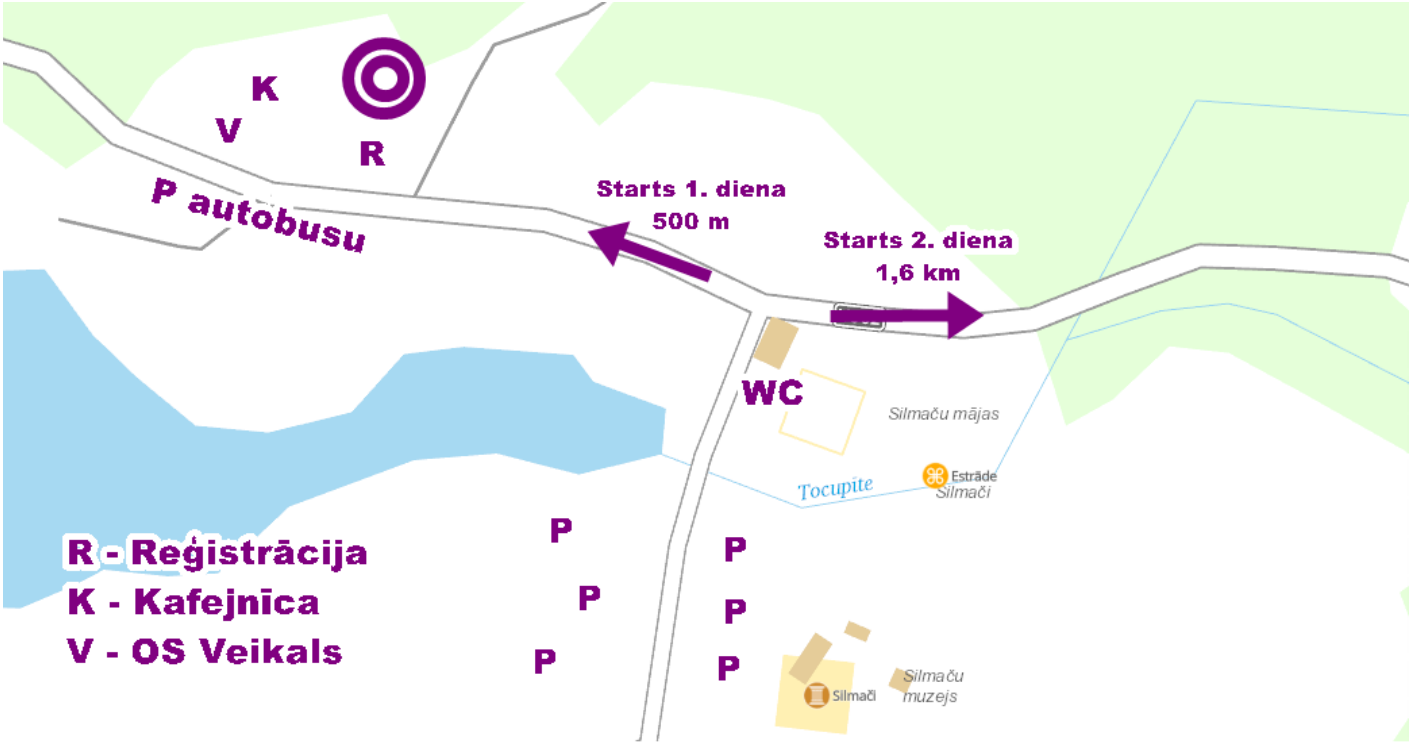 K
V
R
P autobusu
Starts 1. diena
500 m
Starts 2. diena
1,6 km
WC
Silmaču mājas
Estrāde
Silmači
Tocupīte
P
P
P
P
P
P
R - Reģistrācija
K - Kafejnīca
V - OS Veikals
Silmači
Silmaču
muzejs